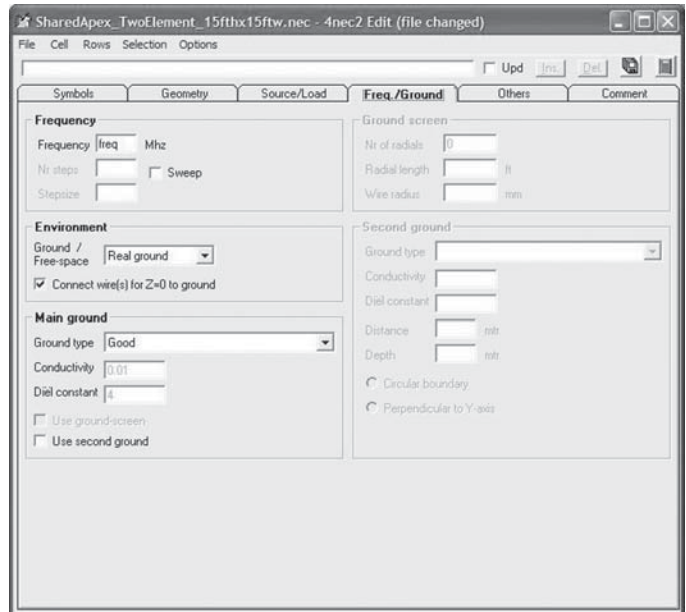 SharedApex_TwoElement_15fthx15ftw.nec - 4nec2 Edit (file changed)
File Cell Rows Selection Options
Upd Ins. Del.
Symbols Geometry Source/Load Freq./Ground Others Comment
Frequency
Frequency freq Mhz
Nr steps Sweep
Stepsize
Environment
Ground / Free-space Real ground
Connect wire(s) for Z=0 to ground
Main ground
Ground type Good
Conductivity 0.01
Diël constant 4
Use ground-screen
Use second ground
Ground screen
Nr of radials 0
Radial length ft
Wire radius mm
Second ground
Ground type
Conductivity
Diël constant
Distance mtr
Depth mtr
Circular boundary
Perpendicular to Y-axis